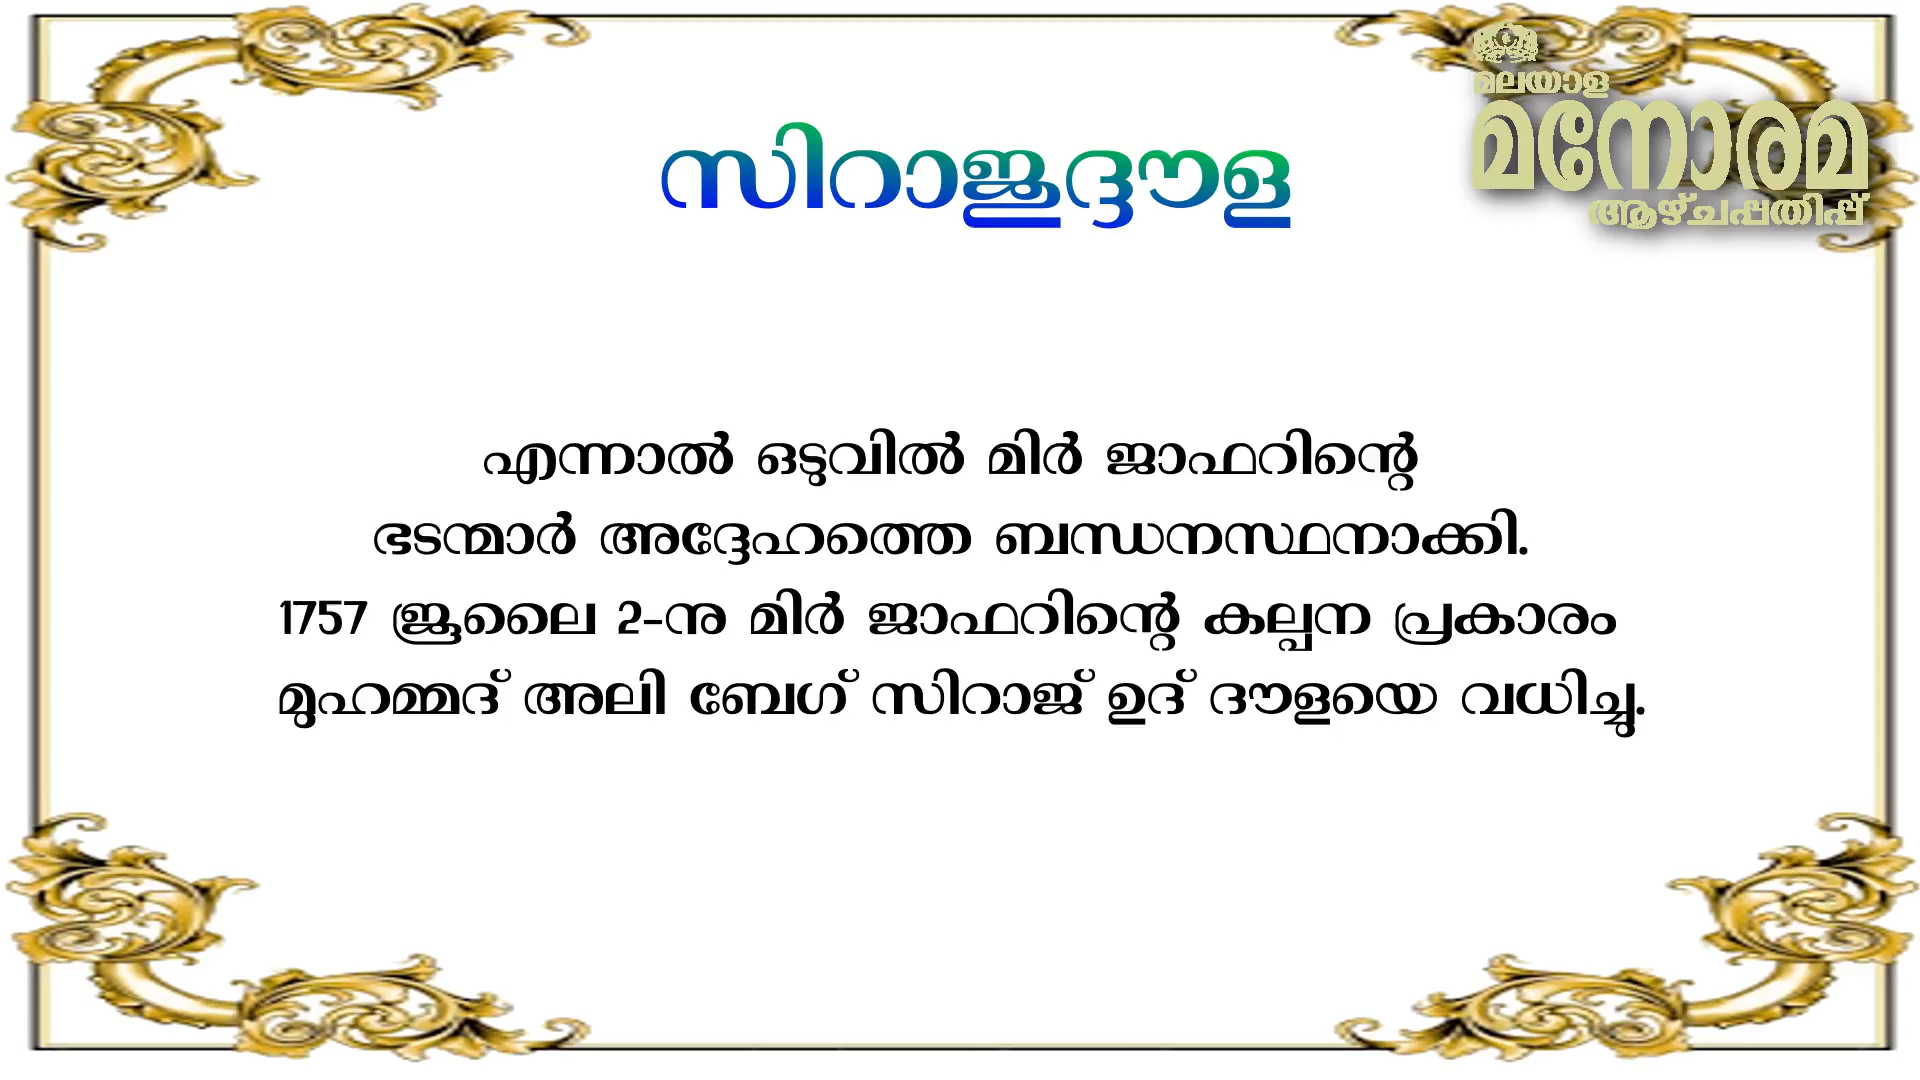 മലയാള
മനോരമ
ആഴ്ചപ്പതിപ്പ്
സിറാജുദ്ദൗള
എന്നാൽ ഒടുവിൽ മിർ ജാഫറിന്റെ
ഭടന്മാർ അദ്ദേഹത്തെ ബന്ധനസ്ഥനാക്കി.
1757 ജൂലൈ 2-നു മിർ ജാഫറിന്റെ കല്പന പ്രകാരം
മുഹമ്മദ് അലി ബേഗ് സിറാജ് ഉദ് ദൗളയെ വധിച്ചു.